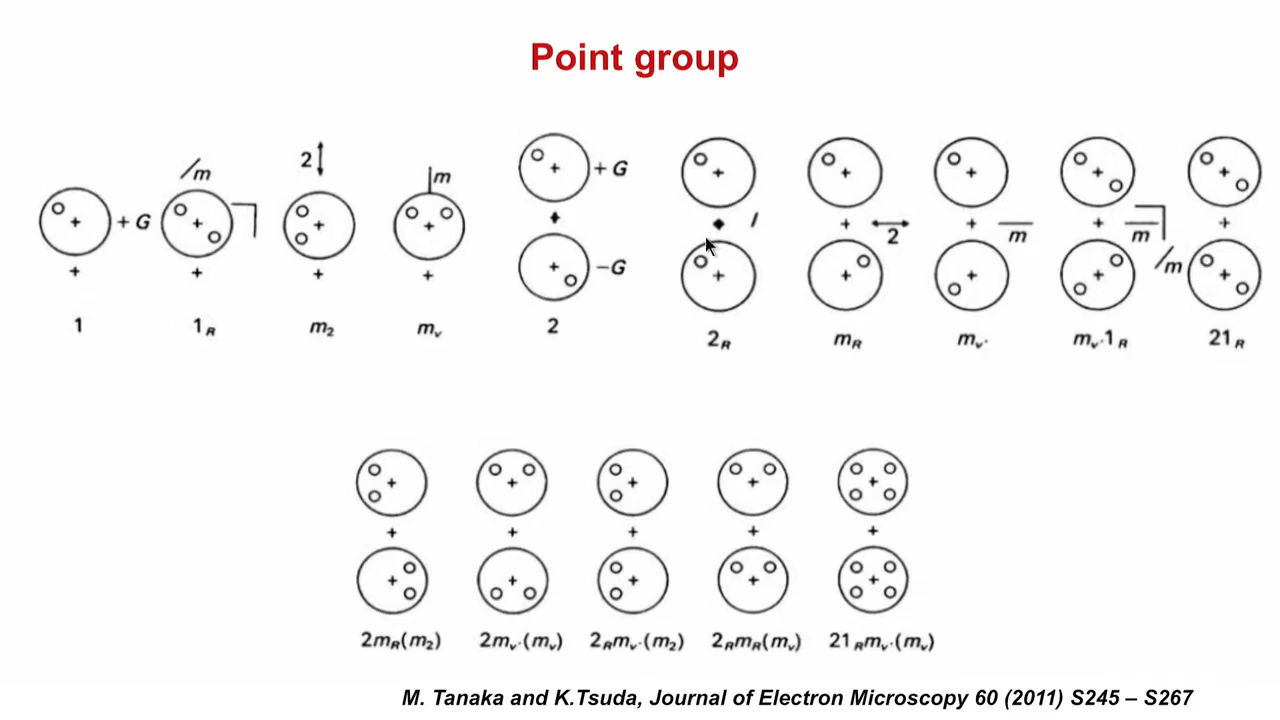 Point group
/m 2 m + G
+ G − G / 2 m m /m
1 1R m2 mv 2 2R mR mv' mv'1R 21R
2mR(m2) 2mv'(mv) 2Rmv'(m2) 2RmR(mv) 21Rmv'(mv)
M. Tanaka and K.Tsuda, Journal of Electron Microscopy 60 (2011) S245 – S267